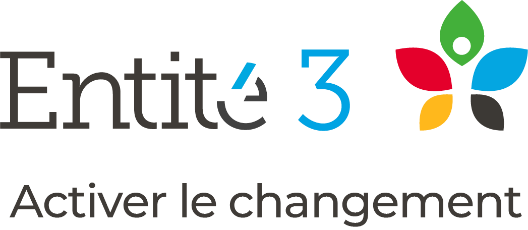 Entité 3
Activer le changement